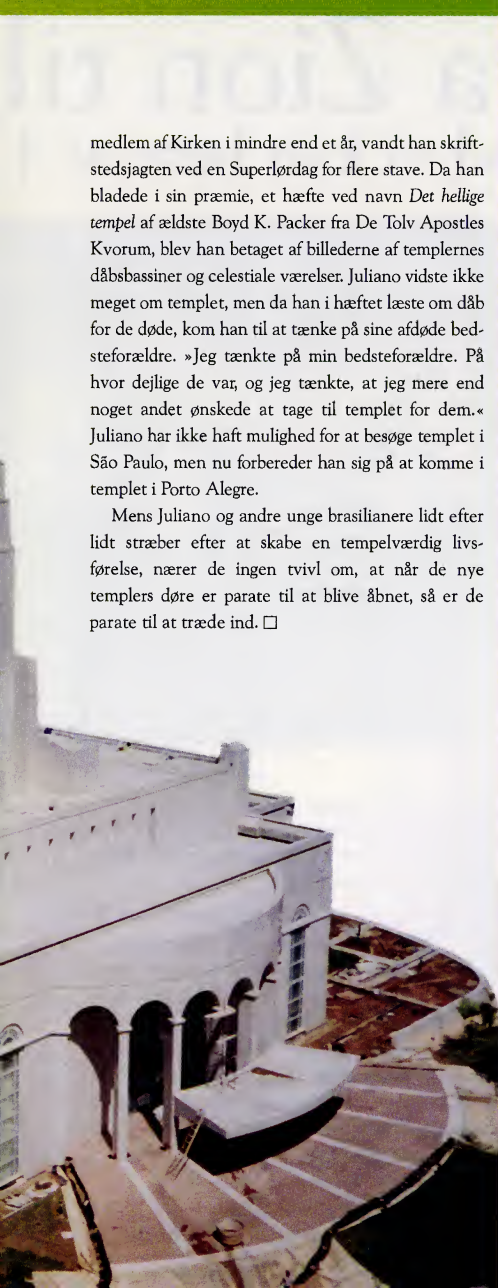 medlem af Kirken i mindre end et år, vandt han skrift-
stedsjagten ved en Superlørdag for flere stave. Da han
bladede i sin præmie, et hæfte ved navn Det hellige
tempel af ældste Boyd K. Packer fra De Tolv Apostles
Kvorum, blev han betaget af billederne af templernes
dåbsbassiner og celestiale værelser. Juliano vidste ikke
meget om templet, men da han i hæftet læste om dåb
for de døde, kom han til at tænke på sine afdøde bed-
steforældre. »Jeg tænkte på min bedsteforældre. På
hvor dejlige de var, og jeg tænkte, at jeg mere end
noget andet ønskede at tage til templet for dem.«
Juliano har ikke haft mulighed for at besøge templet i
São Paulo, men nu forbereder han sig på at komme i
templet i Porto Alegre.
Mens Juliano og andre unge brasilianere lidt efter
lidt stræber efter at skabe en tempelværdig livs-
førelse, nærer de ingen tvivl om, at når de nye
templers døre er parate til at blive åbnet, så er de
parate til at træde ind. □